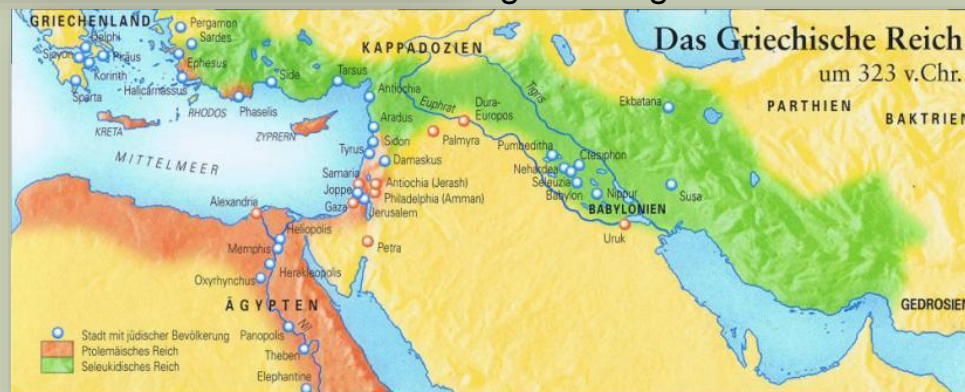 GRIECHENLAND
Delphi
Sikyon
Piräus
Korinth
Sparta
Pergamon
Sardes
Ephesus
Halicarnassus
RHODOS
Phaselis
Side
Tarsus
KRETA
ZYPRERN
MITTELMEER
KAPPADOZIEN
Das Griechische Reich
um 323 v.Chr.
PARTHIEN
BAKTRIEN
Antiochia
Euphrat
Dura-
Europos
Tigris
Ekbatana
Aradus
Palmyra
Sidon
Tyrus
Damaskus
Pumbeditha
Ctesiphon
Nehardea
Seleuzia
Babylon
Nippur
Susa
BABYLONIEN
Uruk
Samaria
Antiochia (Jerash)
Joppe
Philadelphia (Amman)
Gaza
Jerusalem
Petra
Alexandria
Heliopolis
Memphis
Herakleopolis
Oxyrhynchus
ÄGYPTEN
Nil
Panopolis
Theben
Elephantine
GEDROSIEN
Stadt mit jüdischer Bevölkerung
Ptolemäisches Reich
Seleukidisches Reich